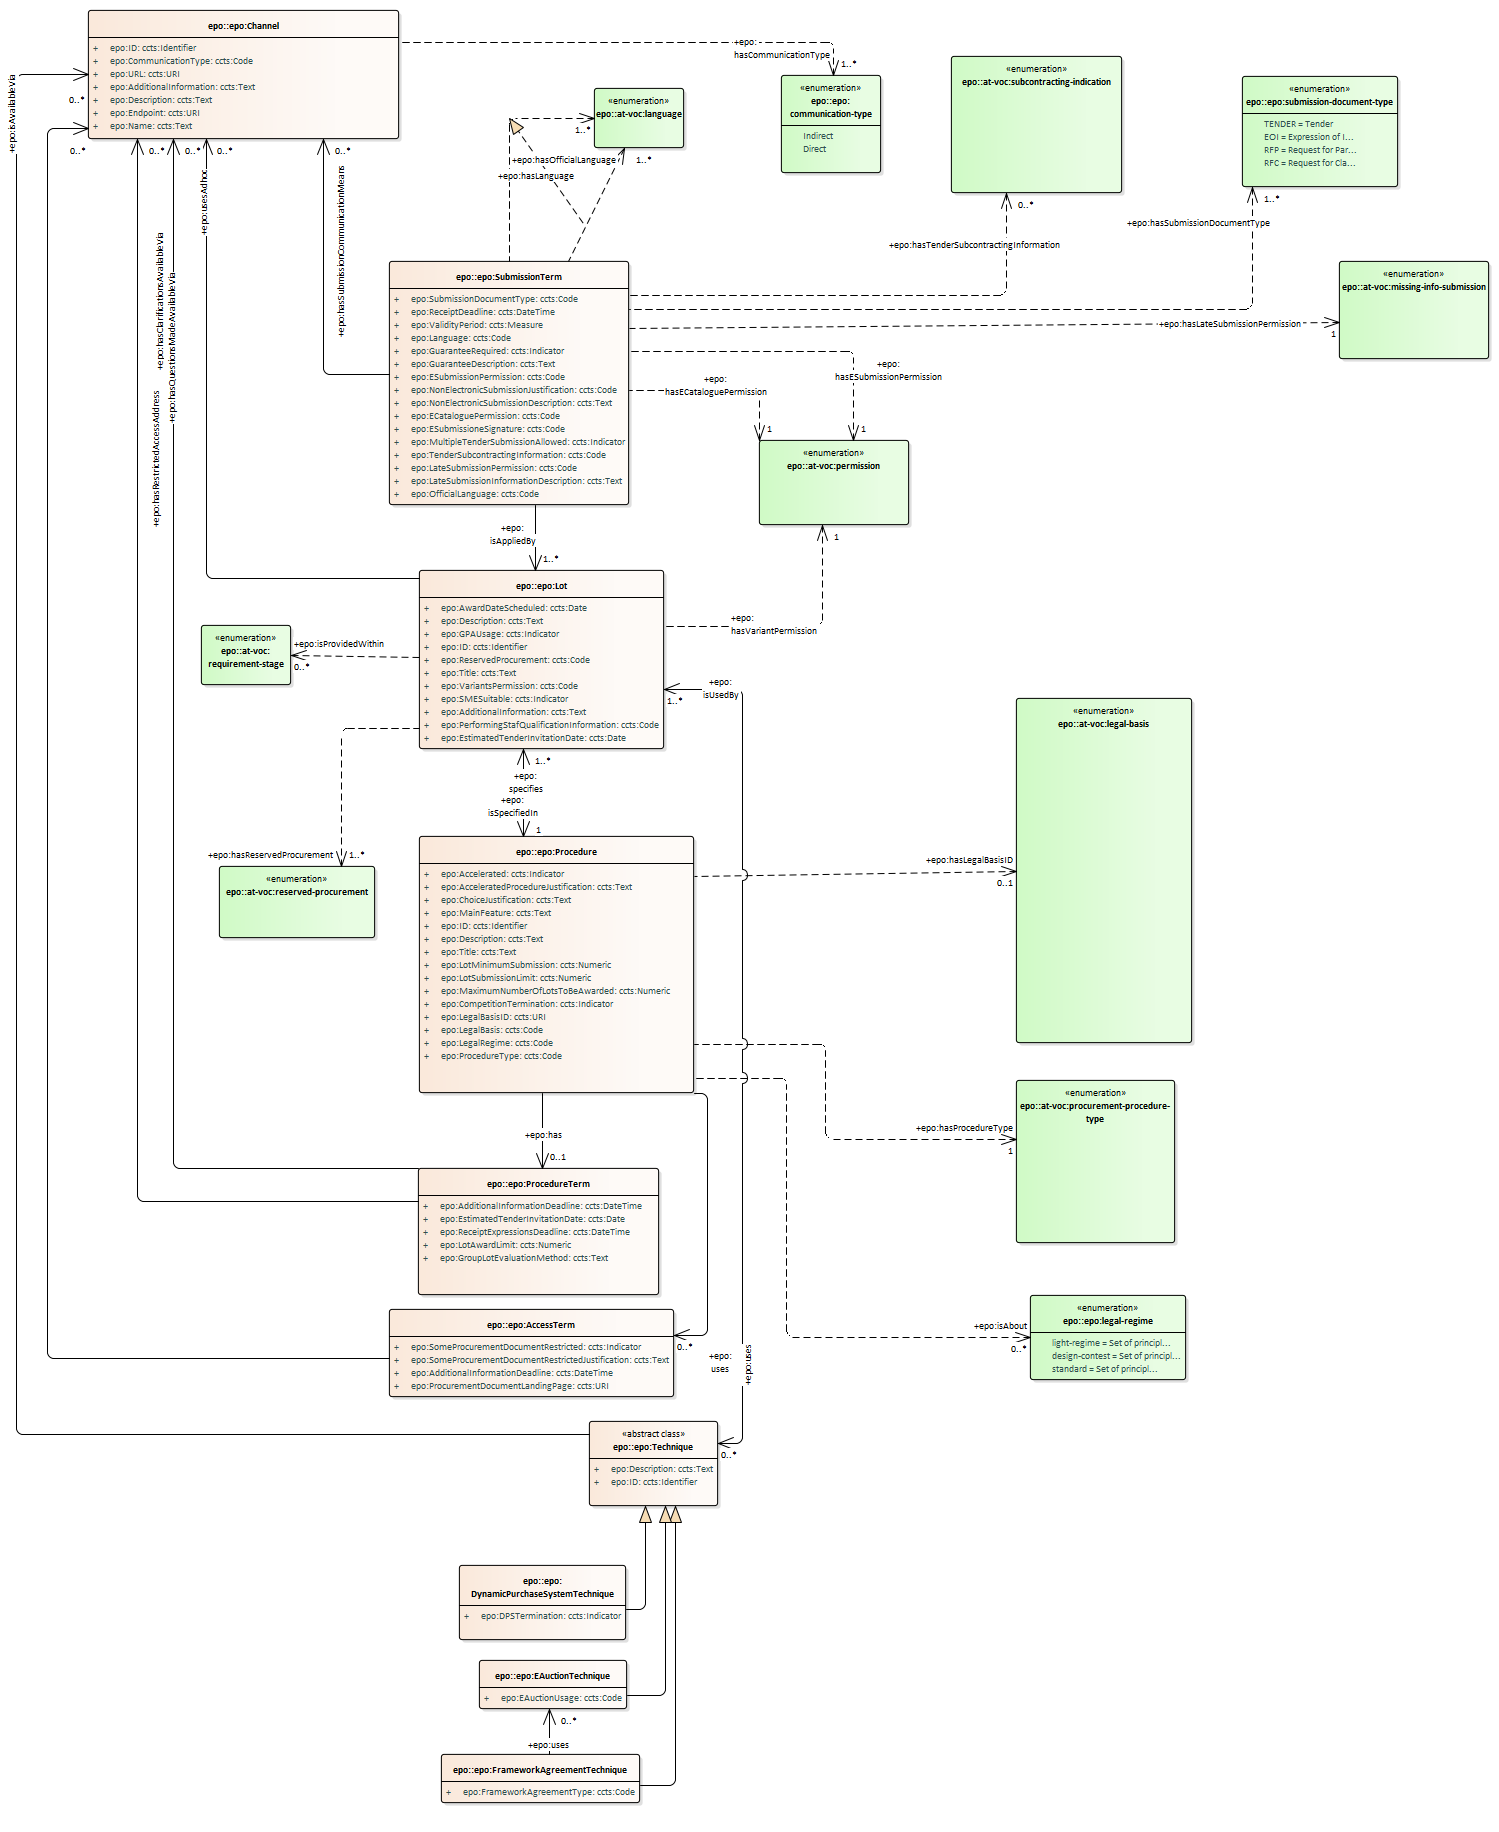 epo::epo:Channel
+ epo:ID: ccts:Identifier
+ epo:CommunicationType: ccts:Code
+ epo:URL: ccts:URI
+ epo:AdditionalInformation: ccts:Text
+ epo:Description: ccts:Text
+ epo:Endpoint: ccts:URI
+ epo:Name: ccts:Text
+epo:
hasCommunicationType
1..*
«enumeration»
epo::epo:
communication-type
Indirect
Direct
«enumeration»
epo::at-voc:language
1..*
+epo:hasOfficialLanguage
1..*
+epo:hasLanguage
«enumeration»
epo::at-voc:subcontracting-indication
0..*
+epo:hasTenderSubcontractingInformation
«enumeration»
epo::epo:submission-document-type
TENDER = Tender
EOI = Expression of I...
RFP = Request for Par...
RFC = Request for Cla...
1..*
+epo:hasSubmissionDocumentType
«enumeration»
epo::at-voc:missing-info-submission
+epo:hasLateSubmissionPermission
1
+epo:isAvailableVia
0..*
0..*
0..*
0..*
0..*
0..*
+epo:usesAdhoc
+epo:hasSubmissionCommunicationMeans
+epo:hasClarificationsAvailableVia
+epo:hasQuestionsMadeAvailableVia
+epo:hasRestrictedAccessAddress
epo::epo:SubmissionTerm
+ epo:SubmissionDocumentType: ccts:Code
+ epo:ReceiptDeadline: ccts:DateTime
+ epo:ValidityPeriod: ccts:Measure
+ epo:Language: ccts:Code
+ epo:GuaranteeRequired: ccts:Indicator
+ epo:GuaranteeDescription: ccts:Text
+ epo:ESubmissionPermission: ccts:Code
+ epo:NonElectronicSubmissionJustification: ccts:Code
+ epo:NonElectronicSubmissionDescription: ccts:Text
+ epo:ECataloguePermission: ccts:Code
+ epo:ESubmissioneSignature: ccts:Code
+ epo:MultipleTenderSubmissionAllowed: ccts:Indicator
+ epo:TenderSubcontractingInformation: ccts:Code
+ epo:LateSubmissionPermission: ccts:Code
+ epo:LateSubmissionInformationDescription: ccts:Text
+ epo:OfficialLanguage: ccts:Code
+epo:
hasESubmissionPermission
+epo:
hasECataloguePermission
1
1
«enumeration»
epo::at-voc:permission
1
+epo:
isAppliedBy
1..*
epo::epo:Lot
+ epo:AwardDateScheduled: ccts:Date
+ epo:Description: ccts:Text
+ epo:GPAUsage: ccts:Indicator
+ epo:ID: ccts:Identifier
+ epo:ReservedProcurement: ccts:Code
+ epo:Title: ccts:Text
+ epo:VariantsPermission: ccts:Code
+ epo:SMESuitable: ccts:Indicator
+ epo:AdditionalInformation: ccts:Text
+ epo:PerformingStafQualificationInformation: ccts:Code
+ epo:EstimatedTenderInvitationDate: ccts:Date
+epo:
hasVariantPermission
«enumeration»
epo::at-voc:
requirement-stage
+epo:isProvidedWithin
0..*
+epo:
isUsedBy
1..*
1..*
+epo:
specifies
+epo:
isSpecifiedIn
1
+epo:hasReservedProcurement
1..*
«enumeration»
epo::at-voc:reserved-procurement
«enumeration»
epo::at-voc:legal-basis
+epo:hasLegalBasisID
0..1
epo::epo:Procedure
+ epo:Accelerated: ccts:Indicator
+ epo:AcceleratedProcedureJustification: ccts:Text
+ epo:ChoiceJustification: ccts:Text
+ epo:MainFeature: ccts:Text
+ epo:ID: ccts:Identifier
+ epo:Description: ccts:Text
+ epo:Title: ccts:Text
+ epo:LotMinimumSubmission: ccts:Numeric
+ epo:LotSubmissionLimit: ccts:Numeric
+ epo:MaximumNumberOfLotsToBeAwarded: ccts:Numeric
+ epo:CompetitionTermination: ccts:Indicator
+ epo:LegalBasisID: ccts:URI
+ epo:LegalBasis: ccts:Code
+ epo:LegalRegime: ccts:Code
+ epo:ProcedureType: ccts:Code
«enumeration»
epo::at-voc:procurement-procedure-
type
+epo:hasProcedureType
1
+epo:has
0..1
epo::epo:ProcedureTerm
+ epo:AdditionalInformationDeadline: ccts:DateTime
+ epo:EstimatedTenderInvitationDate: ccts:Date
+ epo:ReceiptExpressionsDeadline: ccts:DateTime
+ epo:LotAwardLimit: ccts:Numeric
+ epo:GroupLotEvaluationMethod: ccts:Text
«enumeration»
epo::epo:legal-regime
light-regime = Set of principl...
design-contest = Set of principl...
standard = Set of principl...
+epo:isAbout
0..*
epo::epo:AccessTerm
+ epo:SomeProcurementDocumentRestricted: ccts:Indicator
+ epo:SomeProcurementDocumentRestrictedJustification: ccts:Text
+ epo:AdditionalInformationDeadline: ccts:DateTime
+ epo:ProcurementDocumentLandingPage: ccts:URI
0..*
+epo:
uses
+epo:uses
«abstract class»
epo::epo:Technique
+ epo:Description: ccts:Text
+ epo:ID: ccts:Identifier
0..*
epo::epo:
DynamicPurchaseSystemTechnique
+ epo:DPSTermination: ccts:Indicator
epo::epo:EAuctionTechnique
+ epo:EAuctionUsage: ccts:Code
0..*
+epo:uses
epo::epo:FrameworkAgreementTechnique
+ epo:FrameworkAgreementType: ccts:Code